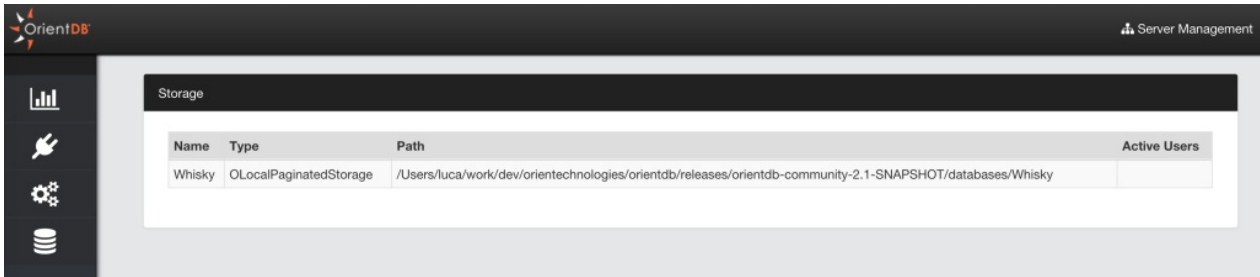 OrientDB
Server Management
Storage
Name Type Path Active Users
Whisky OLocalPaginatedStorage /Users/luca/work/dev/orientechnologies/orientdb/releases/orientdb-community-2.1-SNAPSHOT/databases/Whisky